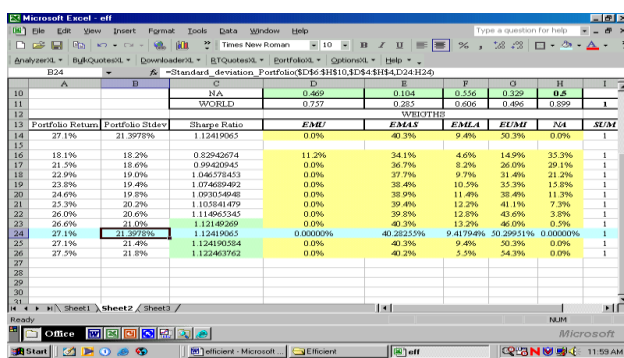 Microsoft Excel - eff
File Edit View Insert Format Tools Data Window Help Type a question for help
Times New Roman 10 B I U % ,
AnalyzerXL BulkQuotesXL DownloaderXL RTQuotesXL PortfolioXL OptionsXL Help
B24 fx =Standard_deviation_Portfolio($D$6:$H$10,$D$4:$H$4,D24:H24)
A B C D E F G H I
10 NA 0.469 0.104 0.556 0.329 0.5
11 WORLD 0.757 0.285 0.606 0.496 0.899 1
12 WEIGTHS
13 Portfolio Return Portfolio Stdev Sharpe Ratio EMU EMAS EMLA EUMI NA SUM
14 27.1% 21.3978% 1.12419065 0.0% 40.3% 9.4% 50.3% 0.0% 1
15
16 18.1% 18.2% 0.82942674 11.2% 34.1% 4.6% 14.9% 35.3% 1
17 21.5% 18.6% 0.99420945 0.0% 36.7% 8.2% 26.0% 29.1% 1
18 22.9% 19.0% 1.046578453 0.0% 37.7% 9.7% 31.4% 21.2% 1
19 23.8% 19.4% 1.074689492 0.0% 38.4% 10.5% 35.3% 15.8% 1
20 24.6% 19.8% 1.093054948 0.0% 38.9% 11.4% 38.4% 11.3% 1
21 25.3% 20.2% 1.105841479 0.0% 39.4% 12.2% 41.1% 7.3% 1
22 26.0% 20.6% 1.114965345 0.0% 39.8% 12.8% 43.6% 3.8% 1
23 26.6% 21.0% 1.12149269 0.0% 40.3% 13.2% 46.0% 0.5% 1
24 27.1% 21.3978% 1.12419065 0.00000% 40.28255% 9.41794% 50.29951% 0.00000% 1
25 27.1% 21.4% 1.124190584 0.0% 40.3% 9.4% 50.3% 0.0% 1
26 27.5% 21.8% 1.122463762 0.0% 40.2% 5.5% 54.3% 0.0% 1
27
28
29
30
31
Sheet1 Sheet2 Sheet3
Ready NUM
Office Microsoft
Start efficient - Microsoft ... Efficient eff 11:59 AM